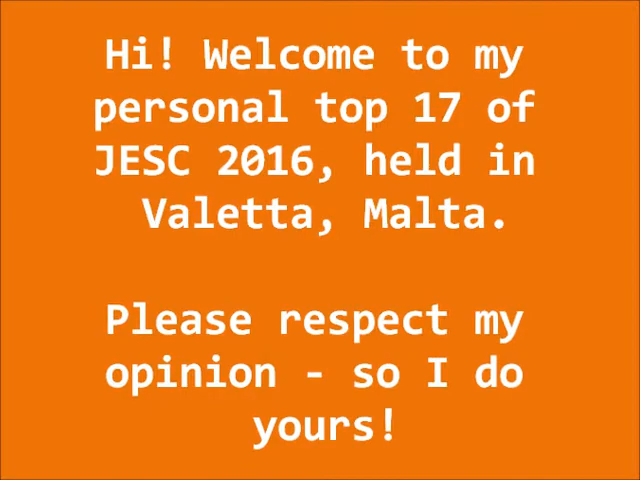 Hi! Welcome to my
personal top 17 of
JESC 2016, held in
Valetta, Malta.
Please respect my
opinion - so I do
yours!